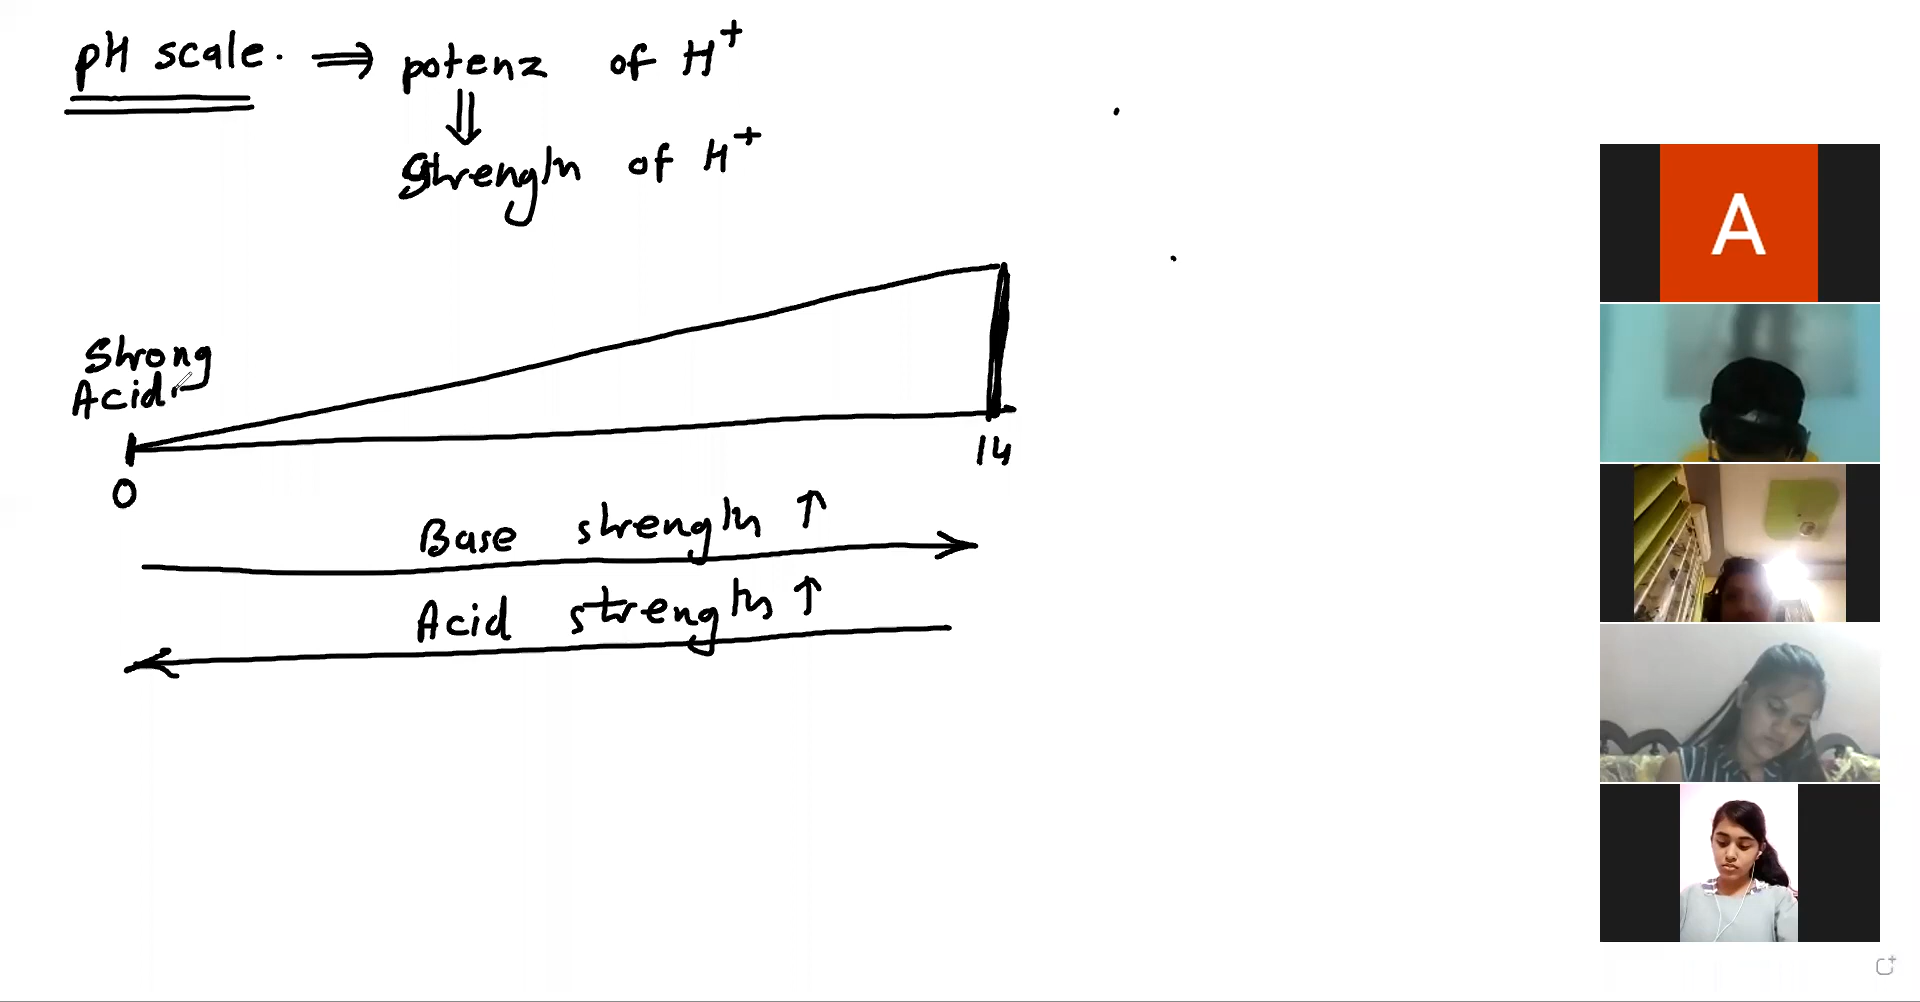 pH scale. ⇒ potenz of H⁺
⇓
Strength of H⁺
Strong
Acid
0
14
Base strength ↑
Acid strength ↑
A